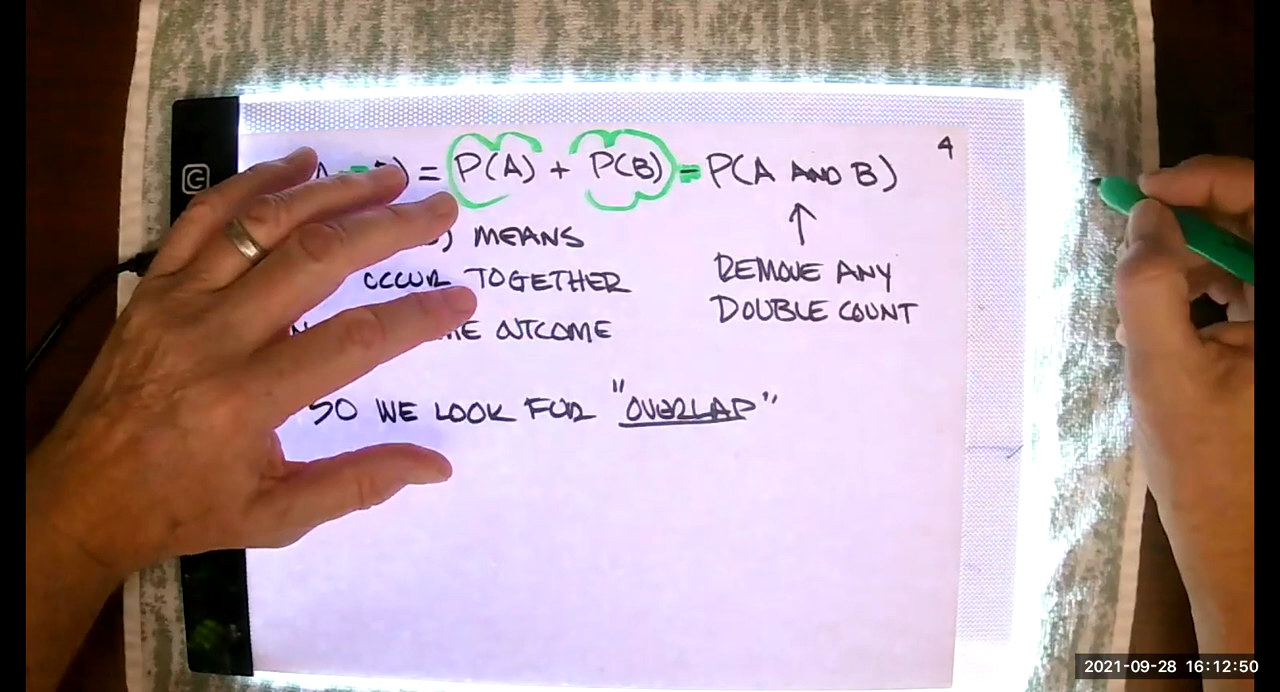 4
= P(A) + P(B) - P(A AND B)
MEANS
OCCUR TOGETHER
OUTCOME
REMOVE ANY
DOUBLE COUNT
SO WE LOOK FOR "OVERLAP"
2021-09-28 16:12:50